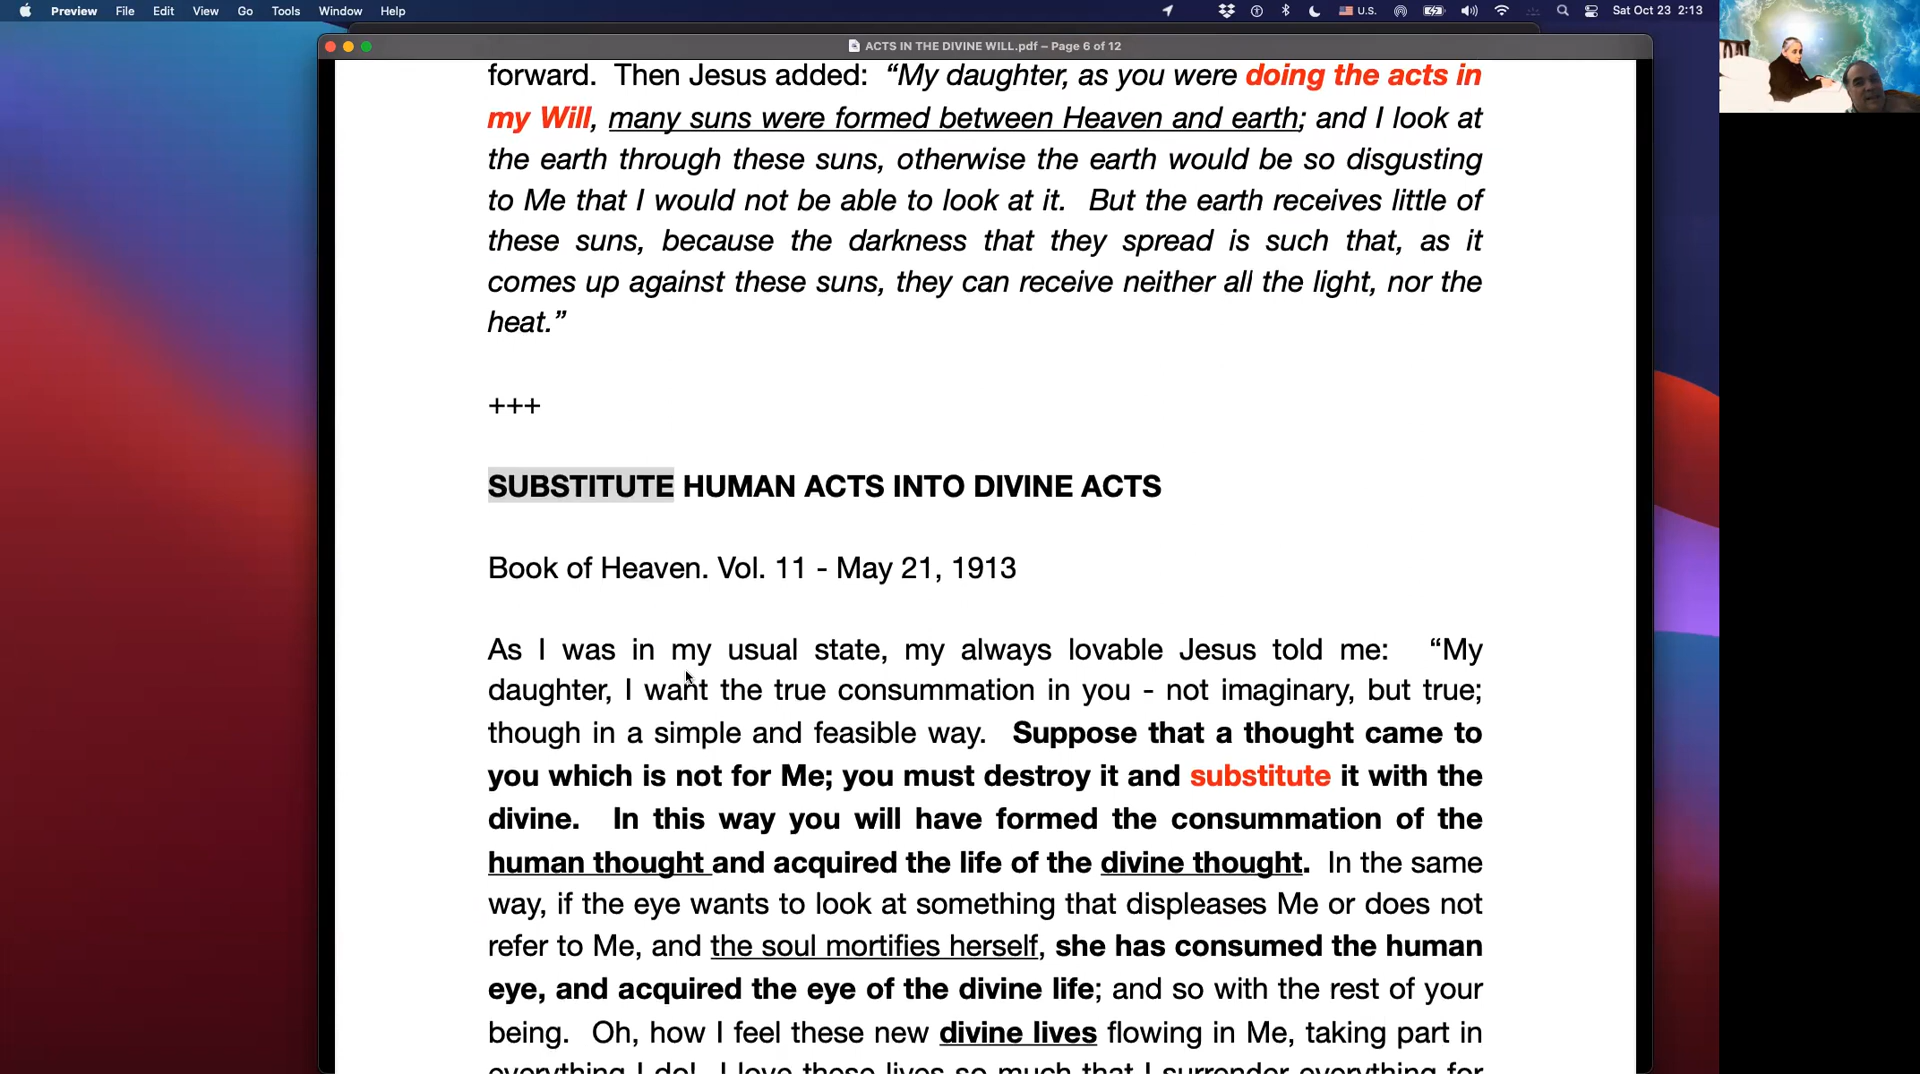 Preview File Edit View Go Tools Window Help U.S. Sat Oct 23 2:13
ACTS IN THE DIVINE WILL.pdf – Page 6 of 12
forward. Then Jesus added: “My daughter, as you were doing the acts in
my Will, many suns were formed between Heaven and earth; and I look at
the earth through these suns, otherwise the earth would be so disgusting
to Me that I would not be able to look at it. But the earth receives little of
these suns, because the darkness that they spread is such that, as it
comes up against these suns, they can receive neither all the light, nor the
heat.”
+++
SUBSTITUTE HUMAN ACTS INTO DIVINE ACTS
Book of Heaven. Vol. 11 - May 21, 1913
As I was in my usual state, my always lovable Jesus told me: “My
daughter, I want the true consummation in you - not imaginary, but true;
though in a simple and feasible way. Suppose that a thought came to
you which is not for Me; you must destroy it and substitute it with the
divine. In this way you will have formed the consummation of the
human thought and acquired the life of the divine thought. In the same
way, if the eye wants to look at something that displeases Me or does not
refer to Me, and the soul mortifies herself, she has consumed the human
eye, and acquired the eye of the divine life; and so with the rest of your
being. Oh, how I feel these new divine lives flowing in Me, taking part in
everything I do! I love these lives so much that I surrender everything for